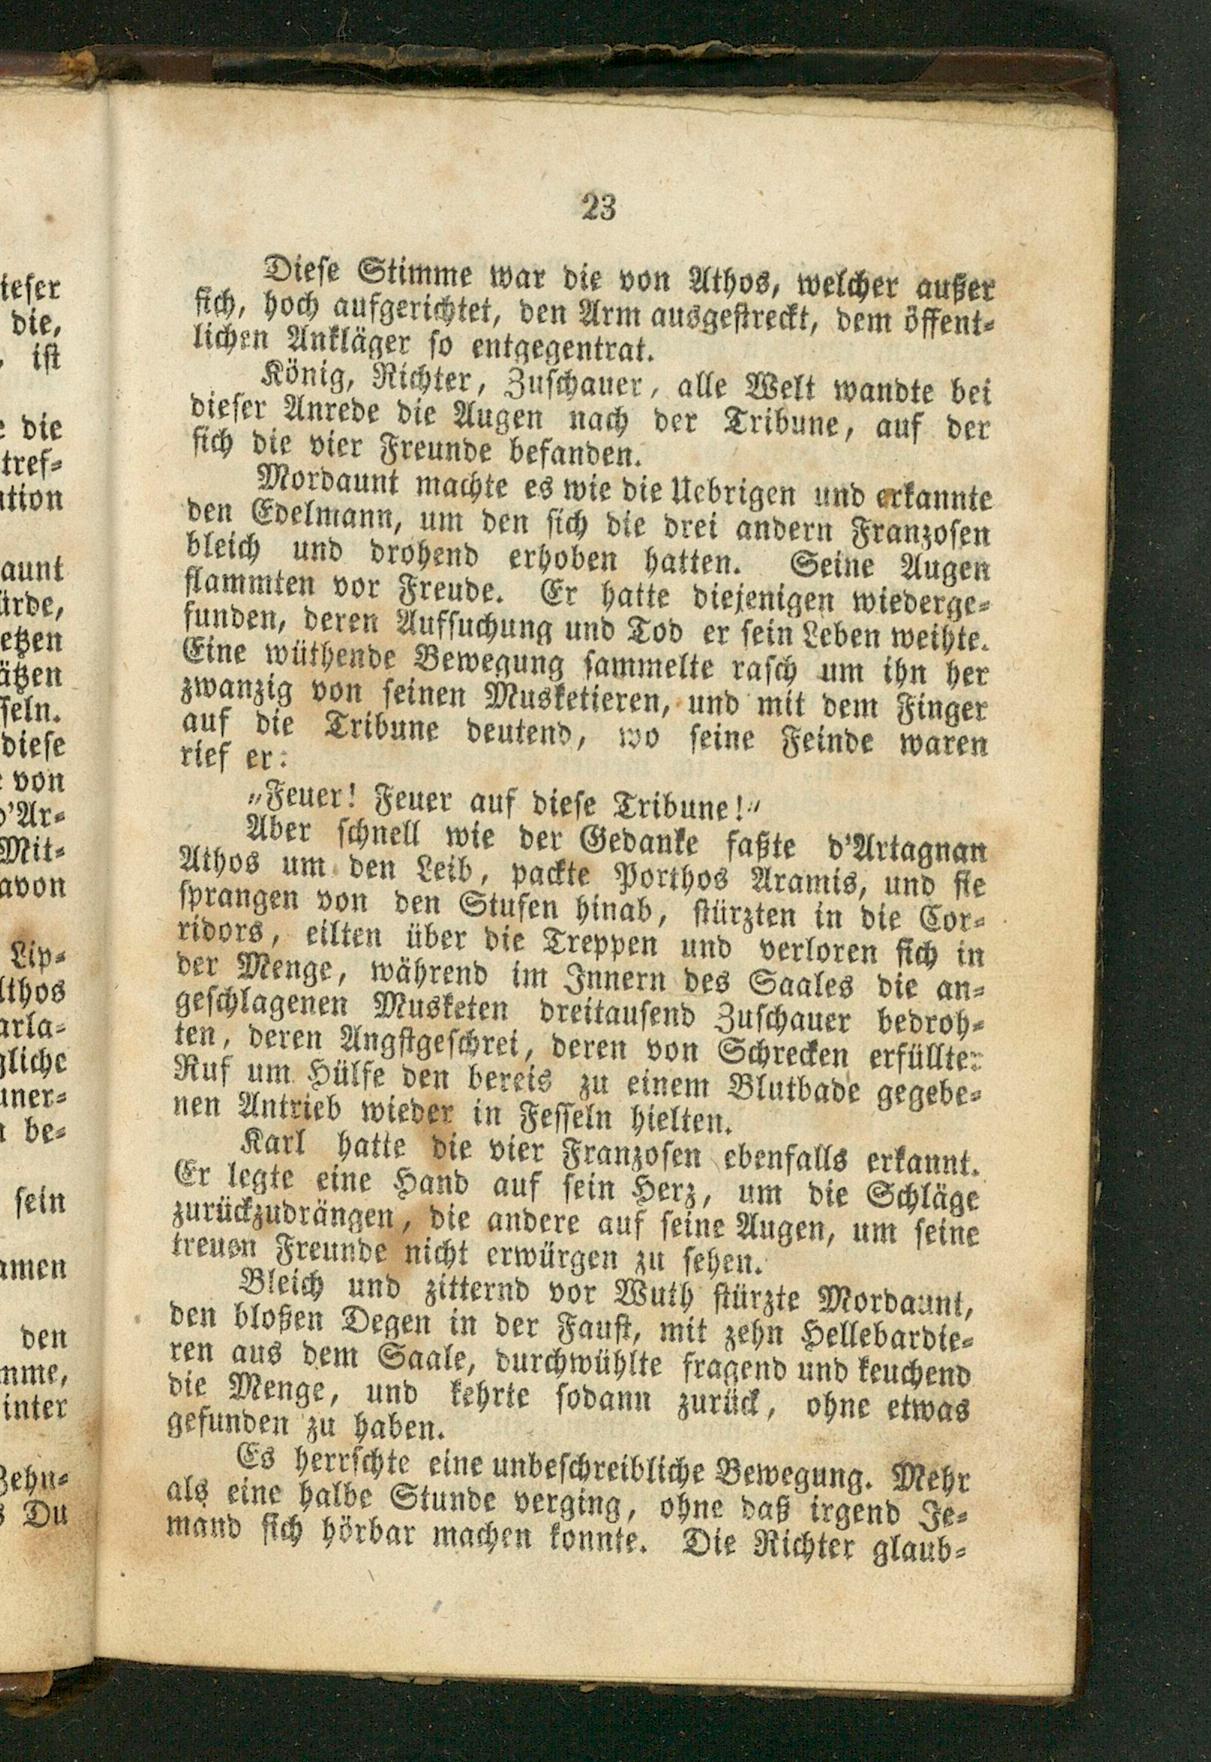 23
Diese Stimme war die von Athos, welcher außer
sich, hoch aufgerichtet, den Arm ausgestreckt, dem öffent-
lichen Ankläger so entgegentrat.
König, Richter, Zuschauer, alle Welt wandte bei
dieser Anrede die Augen nach der Tribune, auf der
sich die vier Freunde befanden.
Mordaunt machte es wie die Uebrigen und erkannte
den Edelmann, um den sich die drei andern Franzosen
bleich und drohend erhoben hatten. Seine Augen
flammten vor Freude. Er hatte diejenigen wiederge-
funden, deren Aufsuchung und Tod er sein Leben weihte.
Eine wüthende Bewegung sammelte rasch um ihn her
zwanzig von seinen Musketieren, und mit dem Finger
auf die Tribune deutend, wo seine Feinde waren
rief er:
„Feuer! Feuer auf diese Tribune!“
Aber schnell wie der Gedanke faßte d'Artagnan
Athos um den Leib, packte Porthos Aramis, und sie
sprangen von den Stufen hinab, stürzten in die Cor-
ridors, eilten über die Treppen und verloren sich in
der Menge, während im Innern des Saales die an-
geschlagenen Musketen dreitausend Zuschauer bedroh-
ten, deren Angstgeschrei, deren von Schrecken erfüllter
Ruf um Hülfe den bereis zu einem Blutbade gegebe-
nen Antrieb wieder in Fesseln hielten.
Karl hatte die vier Franzosen ebenfalls erkannt.
Er legte eine Hand auf sein Herz, um die Schläge
zurückzudrängen, die andere auf seine Augen, um seine
treuen Freunde nicht erwürgen zu sehen.
Bleich und zitternd vor Wuth stürzte Mordaunt,
den bloßen Degen in der Faust, mit zehn Hellebardie-
ren aus dem Saale, durchwühlte fragend und keuchend
die Menge, und kehrte sodann zurück, ohne etwas
gefunden zu haben.
Es herrschte eine unbeschreibliche Bewegung. Mehr
als eine halbe Stunde verging, ohne daß irgend Je-
mand sich hörbar machen konnte. Die Richter glaub-